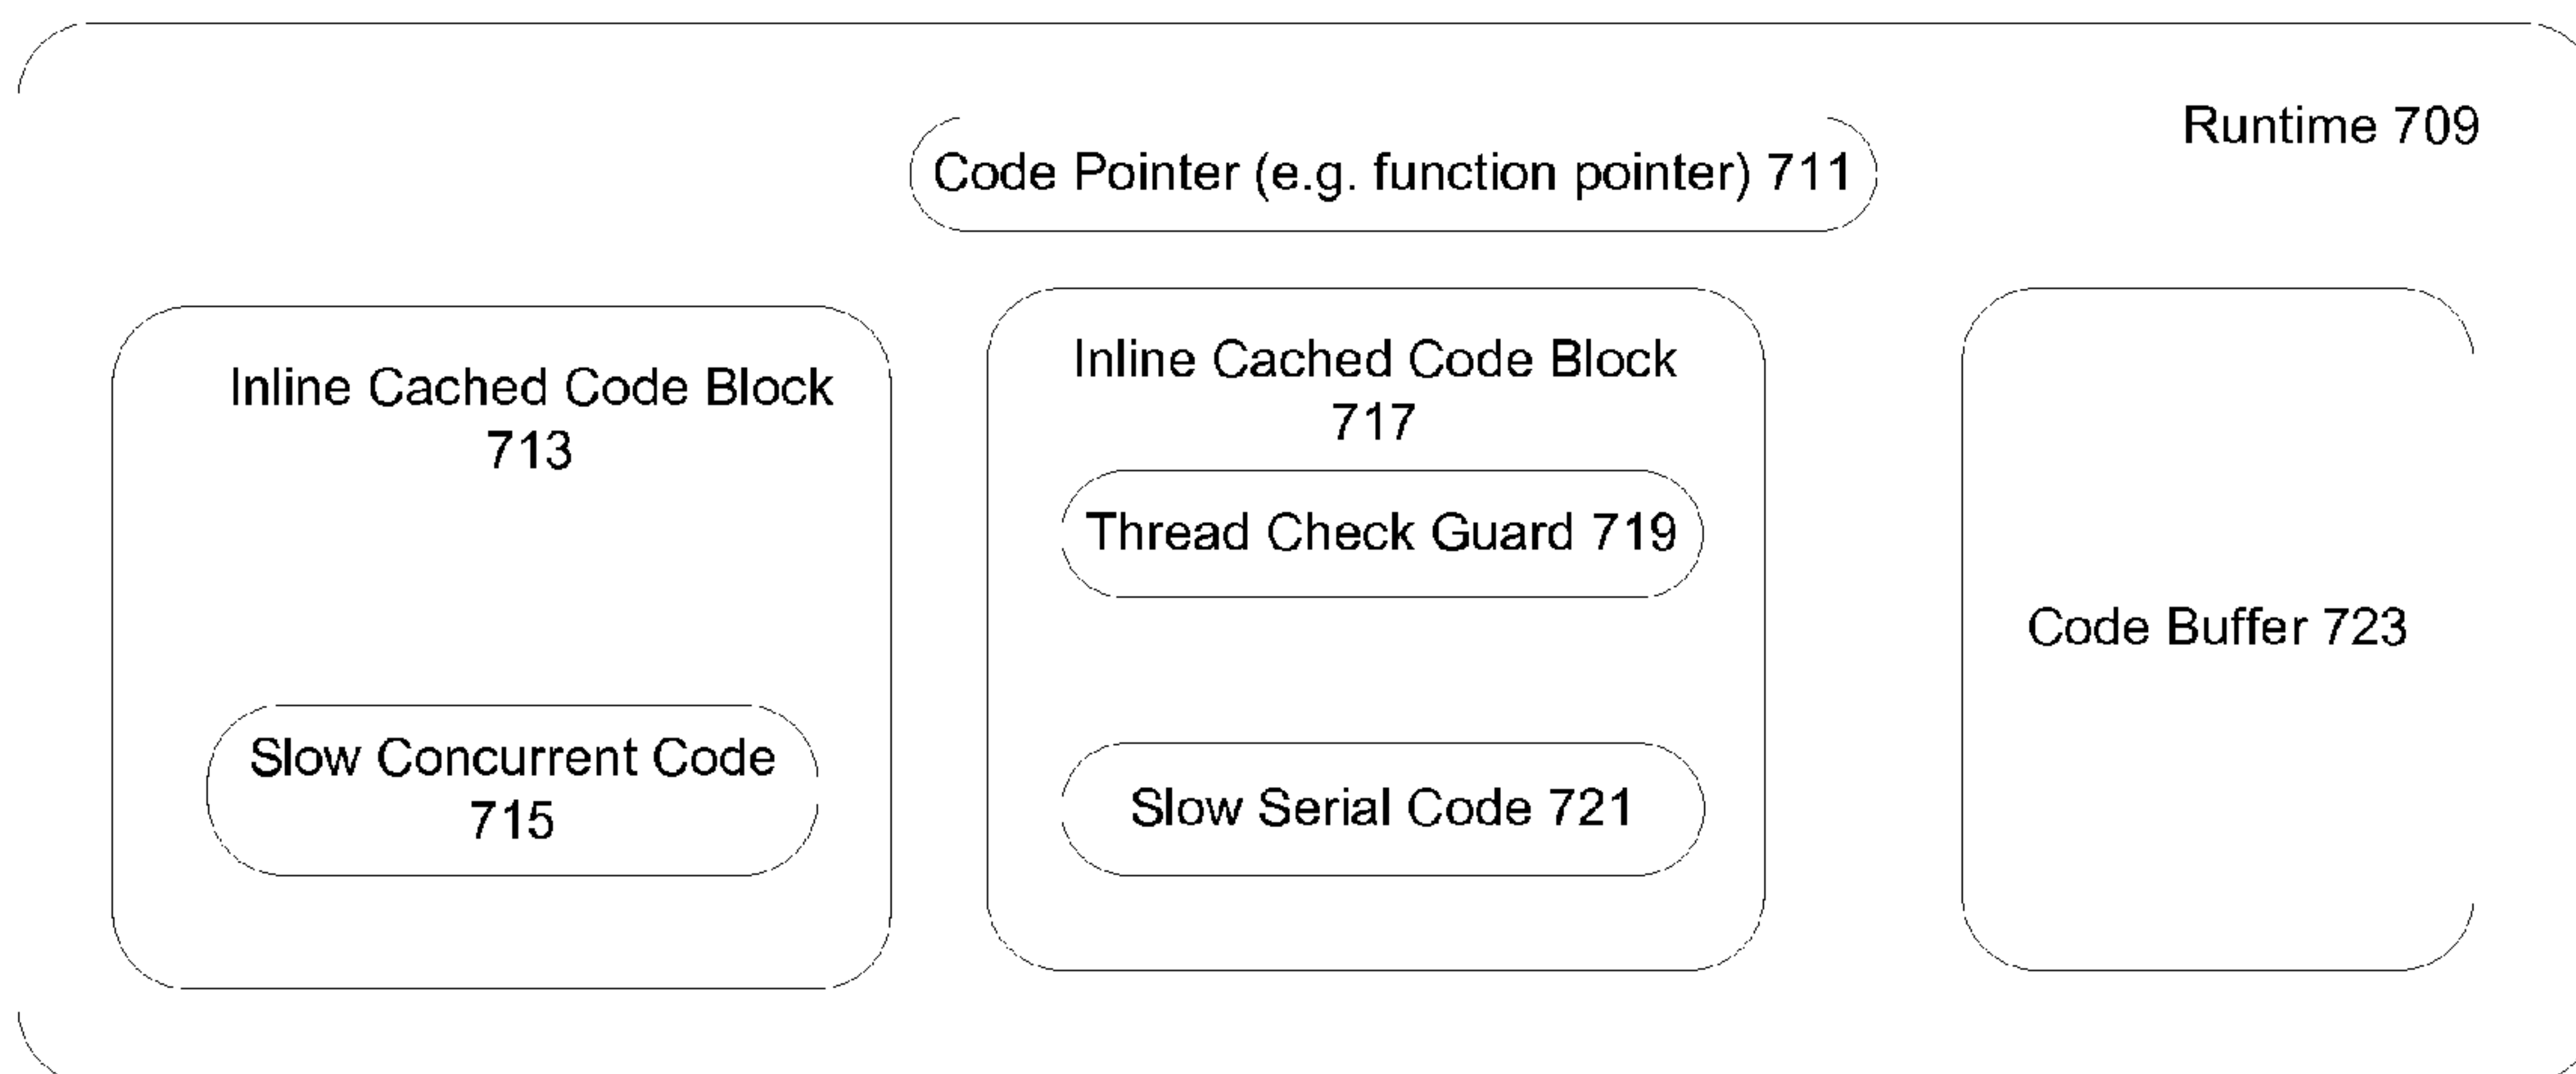 Runtime 709
Code Pointer (e.g. function pointer) 711
Inline Cached Code Block
713
Slow Concurrent Code
715
Inline Cached Code Block
717
Thread Check Guard 719
Slow Serial Code 721
Code Buffer 723